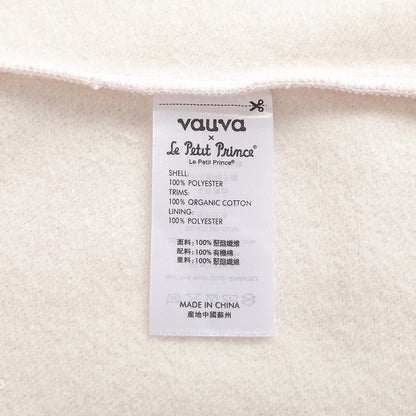 vauva
×
Le Petit Prince®
Le Petit Prince®
SHELL:
100% POLYESTER
TRIMS:
100% ORGANIC COTTON
LINING:
100% POLYESTER
面料: 100% 聚酯纖維
配料: 100% 有機棉
里料: 100% 聚酯纖維
MADE IN CHINA
產地中國蘇州